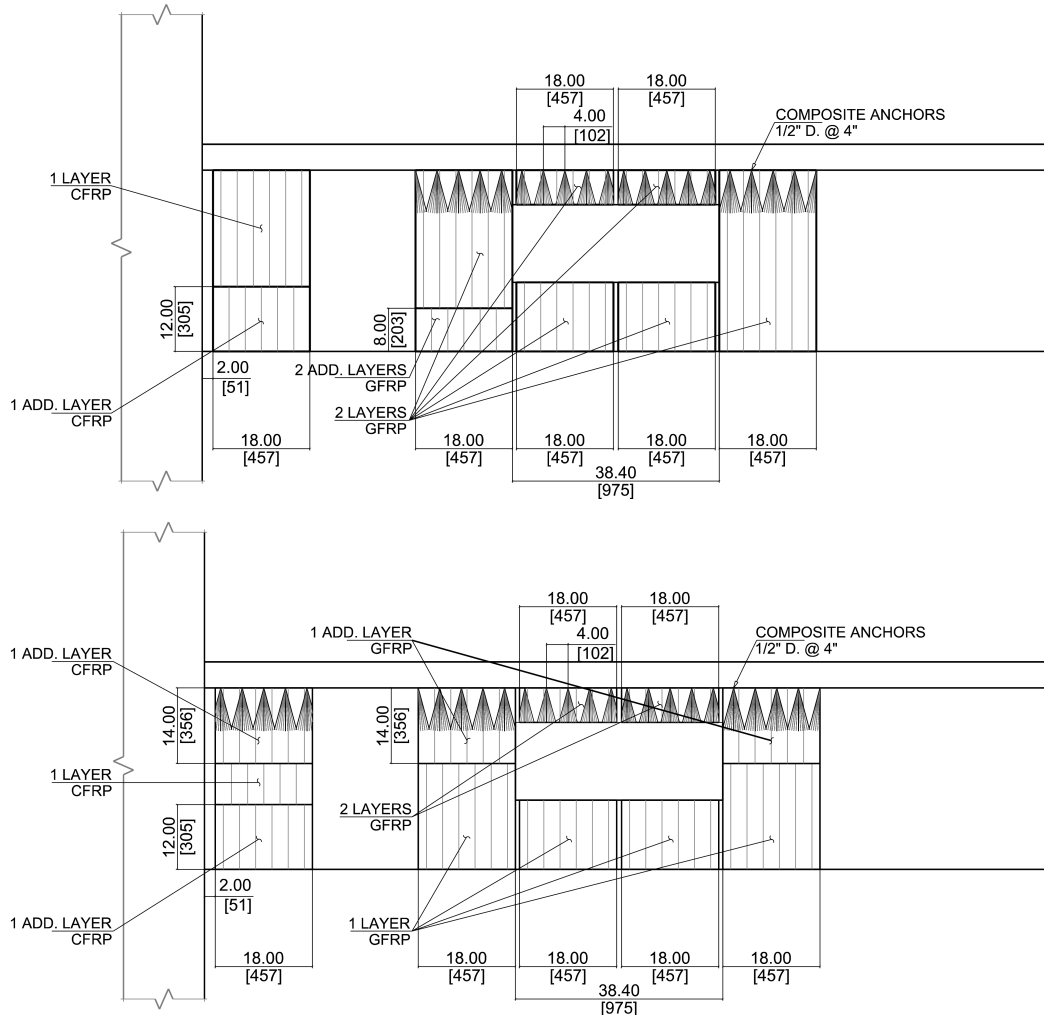 18.00
[457]
18.00
[457]
4.00
[102]
COMPOSITE ANCHORS
1/2" D. @ 4"
1 LAYER
CFRP
12.00
[305]
8.00
[203]
2.00
[51]
2 ADD. LAYERS
GFRP
1 ADD. LAYER
CFRP
2 LAYERS
GFRP
18.00
[457]
18.00
[457]
18.00
[457]
18.00
[457]
18.00
[457]
38.40
[975]
18.00
[457]
18.00
[457]
1 ADD. LAYER
GFRP
4.00
[102]
COMPOSITE ANCHORS
1/2" D. @ 4"
1 ADD. LAYER
CFRP
14.00
[356]
14.00
[356]
1 LAYER
CFRP
2 LAYERS
GFRP
12.00
[305]
2.00
[51]
1 ADD. LAYER
CFRP
1 LAYER
GFRP
18.00
[457]
18.00
[457]
18.00
[457]
18.00
[457]
18.00
[457]
38.40
[975]